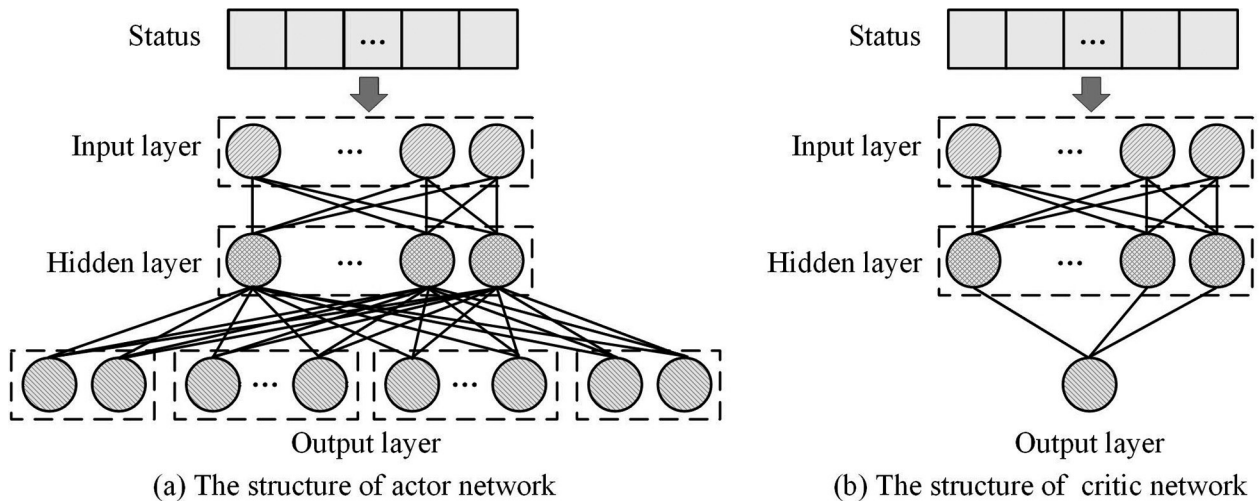 Status
...
Input layer
...
Hidden layer
...
... ...
Output layer
(a) The structure of actor network
Status
...
Input layer
...
Hidden layer
...
Output layer
(b) The structure of critic network